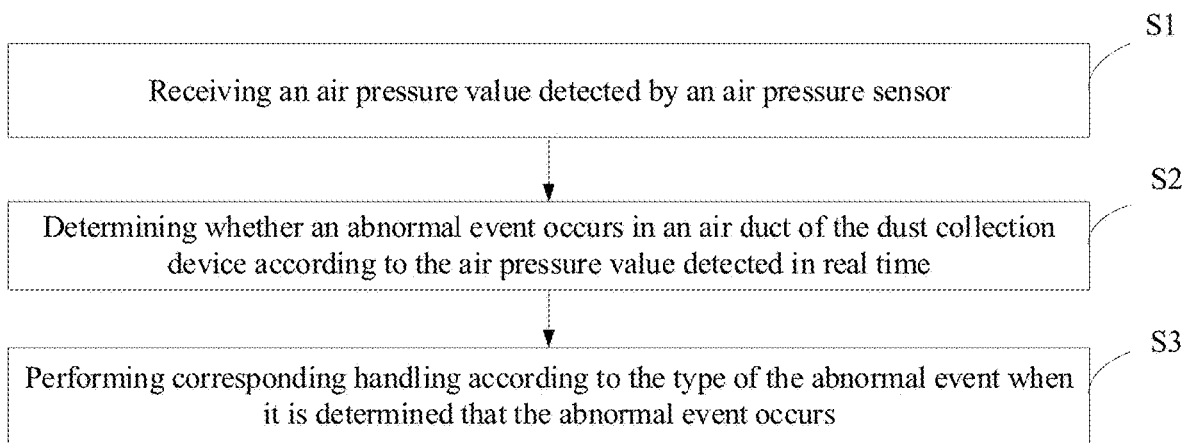 S1
Receiving an air pressure value detected by an air pressure sensor
S2
Determining whether an abnormal event occurs in an air duct of the dust collection
device according to the air pressure value detected in real time
S3
Performing corresponding handling according to the type of the abnormal event when
it is determined that the abnormal event occurs